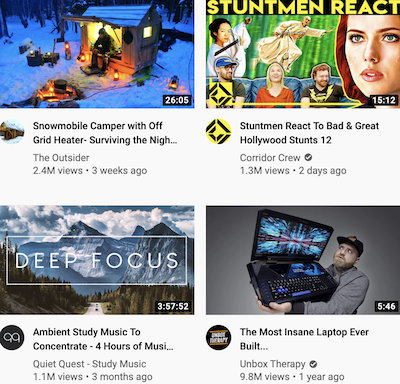 26:05
Snowmobile Camper with Off
Grid Heater- Surviving the Nigh...
The Outsider
2.4M views • 3 weeks ago
STUNTMEN REACT
15:12
Stuntmen React To Bad & Great
Hollywood Stunts 12
Corridor Crew
1.3M views • 2 days ago
DEEP FOCUS
3:57:52
Ambient Study Music To
Concentrate - 4 Hours of Musi...
Quiet Quest - Study Music
1.1M views • 3 months ago
5:46
UNBOX
THERAPY
The Most Insane Laptop Ever
Built...
Unbox Therapy
9.8M views • 1 year ago